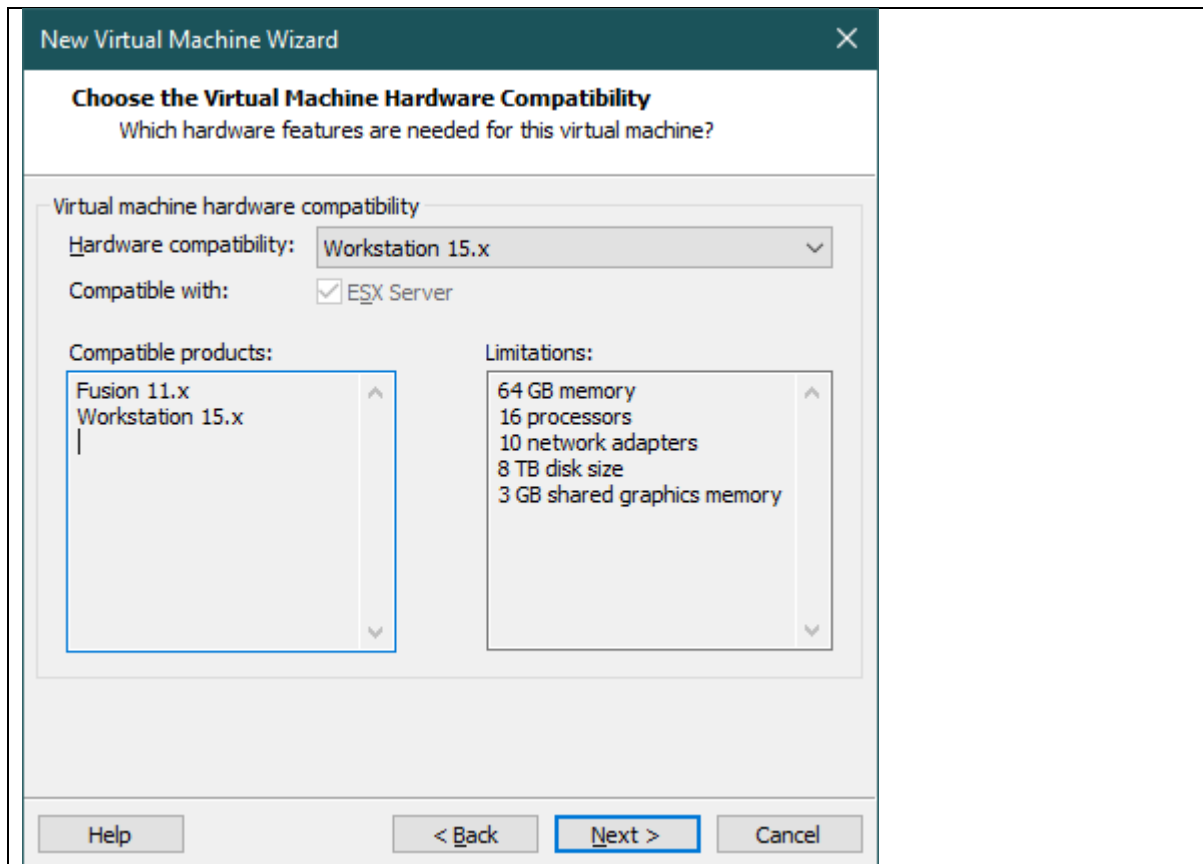 New Virtual Machine Wizard
Choose the Virtual Machine Hardware Compatibility
Which hardware features are needed for this virtual machine?
Virtual machine hardware compatibility
Hardware compatibility: Workstation 15.x
Compatible with: ESX Server
Compatible products:
Fusion 11.x
Workstation 15.x
Limitations:
64 GB memory
16 processors
10 network adapters
8 TB disk size
3 GB shared graphics memory
Help < Back Next > Cancel